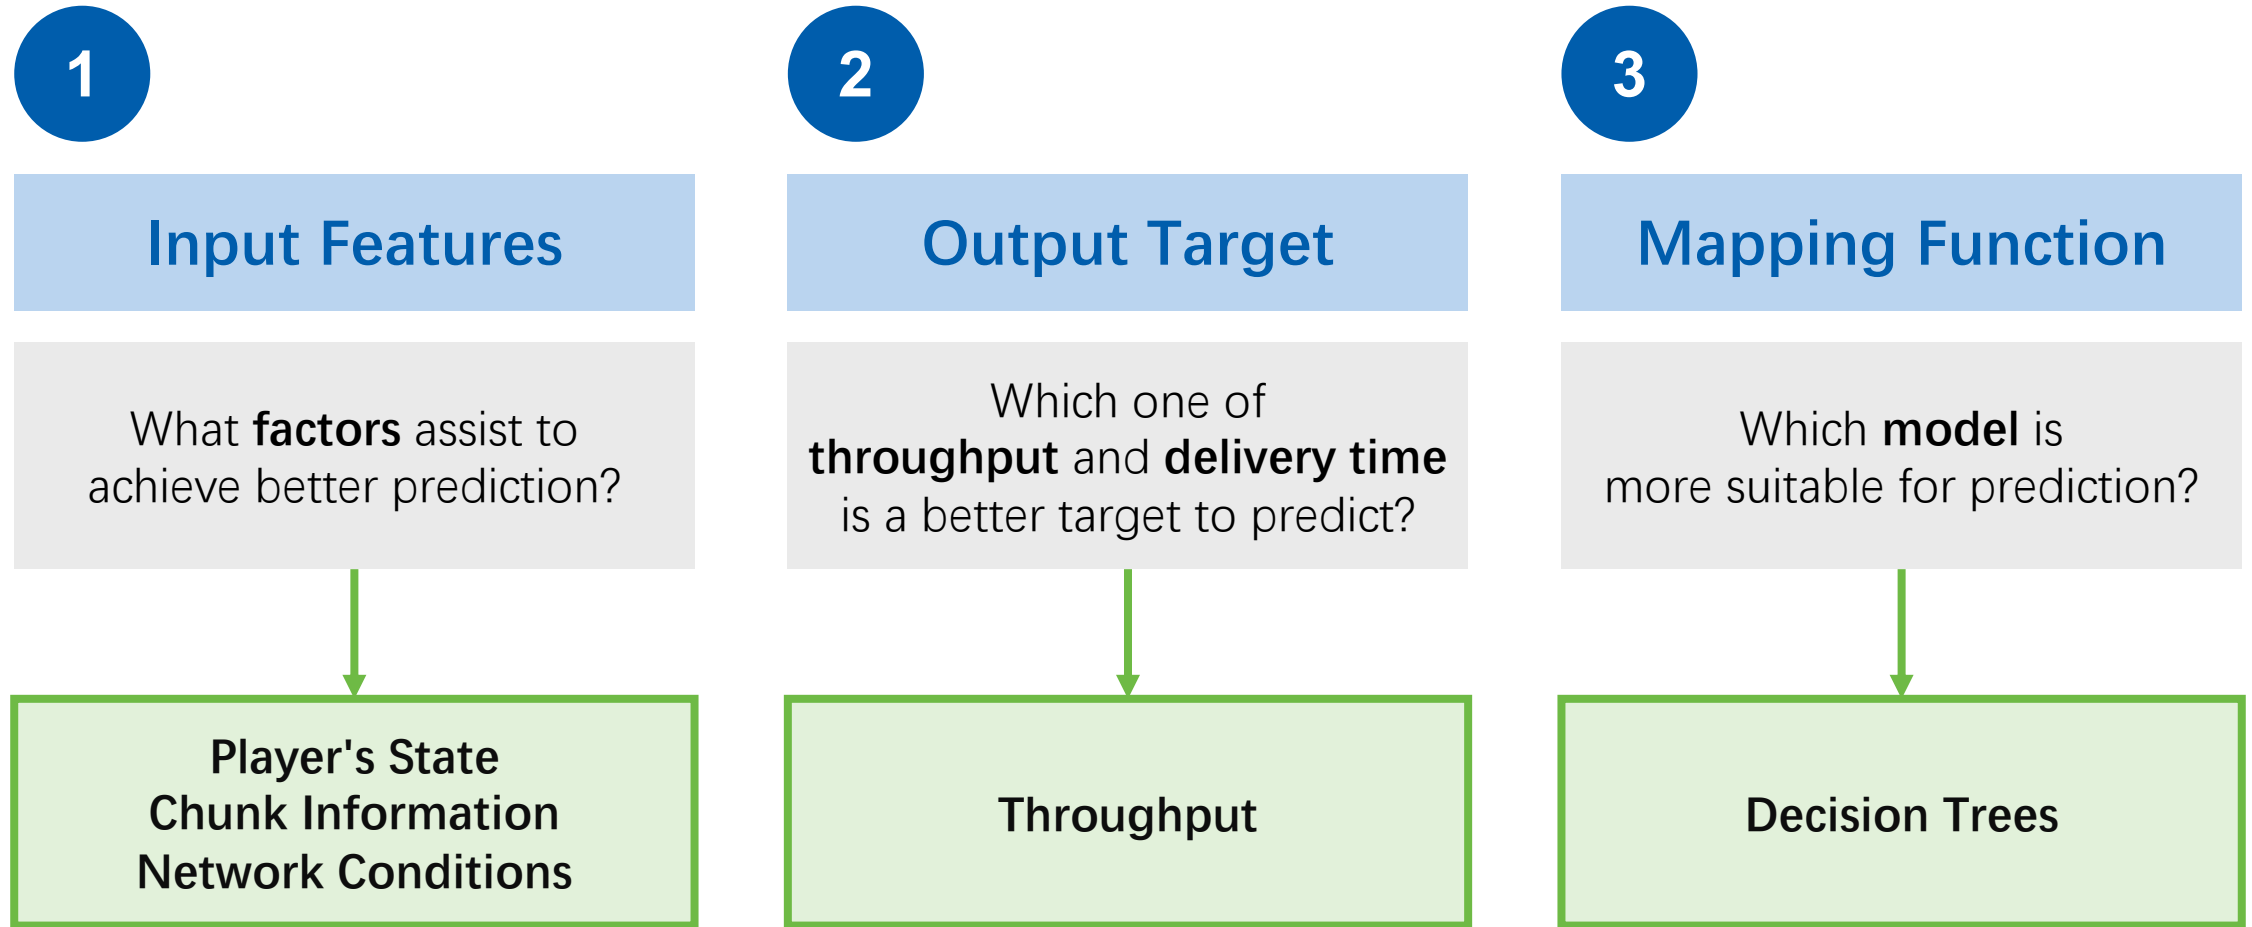 1
Input Features
What factors assist to
achieve better prediction?
Player's State
Chunk Information
Network Conditions
2
Output Target
Which one of
throughput and delivery time
is a better target to predict?
Throughput
3
Mapping Function
Which model is
more suitable for prediction?
Decision Trees